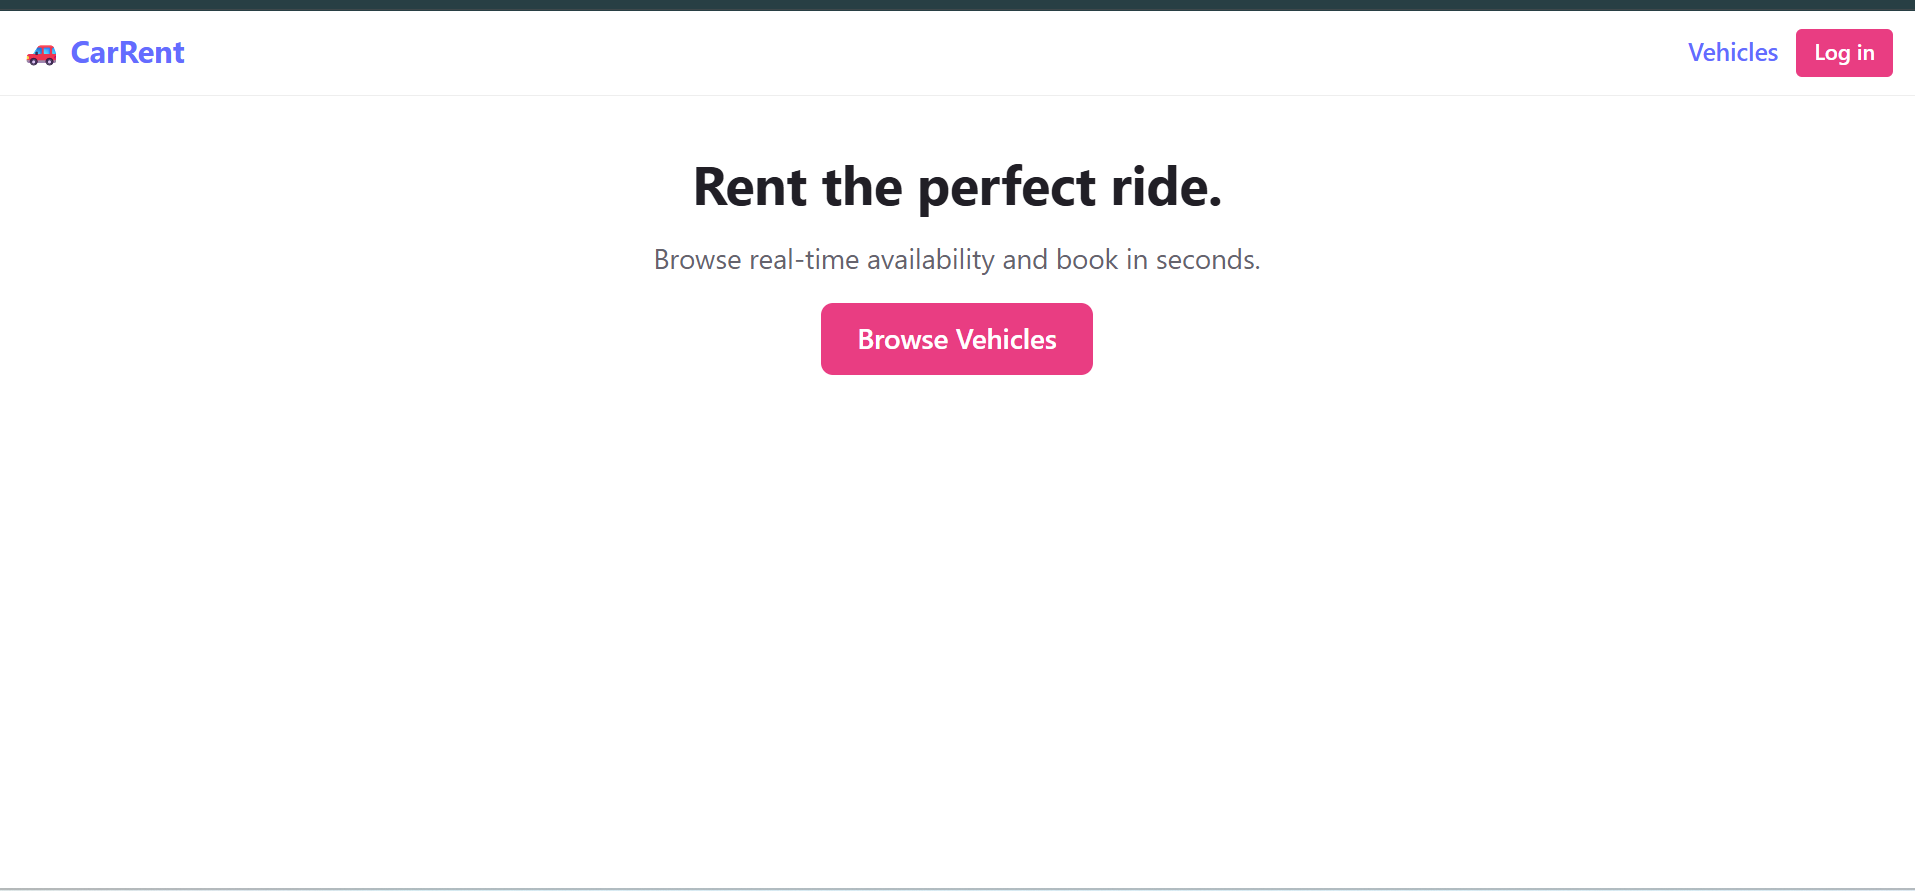 CarRent
Vehicles
Log in
Rent the perfect ride.
Browse real-time availability and book in seconds.
Browse Vehicles